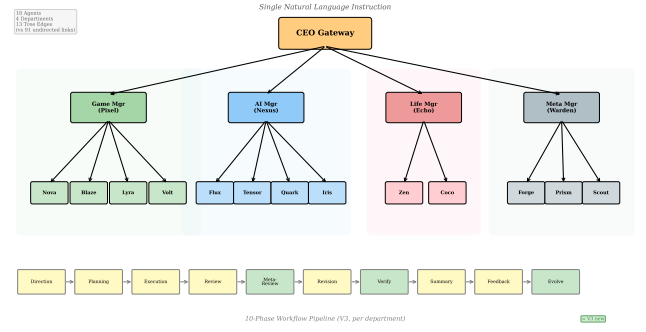 Single Natural Language Instruction
18 Agents
4 Departments
13 Tree Edges
(vs 91 undirected links)
CEO Gateway
Game Mgr
(Pixel)
AI Mgr
(Nexus)
Life Mgr
(Echo)
Meta Mgr
(Warden)
Nova
Blaze
Lyra
Volt
Flux
Tensor
Quark
Iris
Zen
Coco
Forge
Prism
Scout
Direction
Planning
Execution
Review
Meta-
Review
Revision
Verify
Summary
Feedback
Evolve
10-Phase Workflow Pipeline (V3, per department)
= V3 new